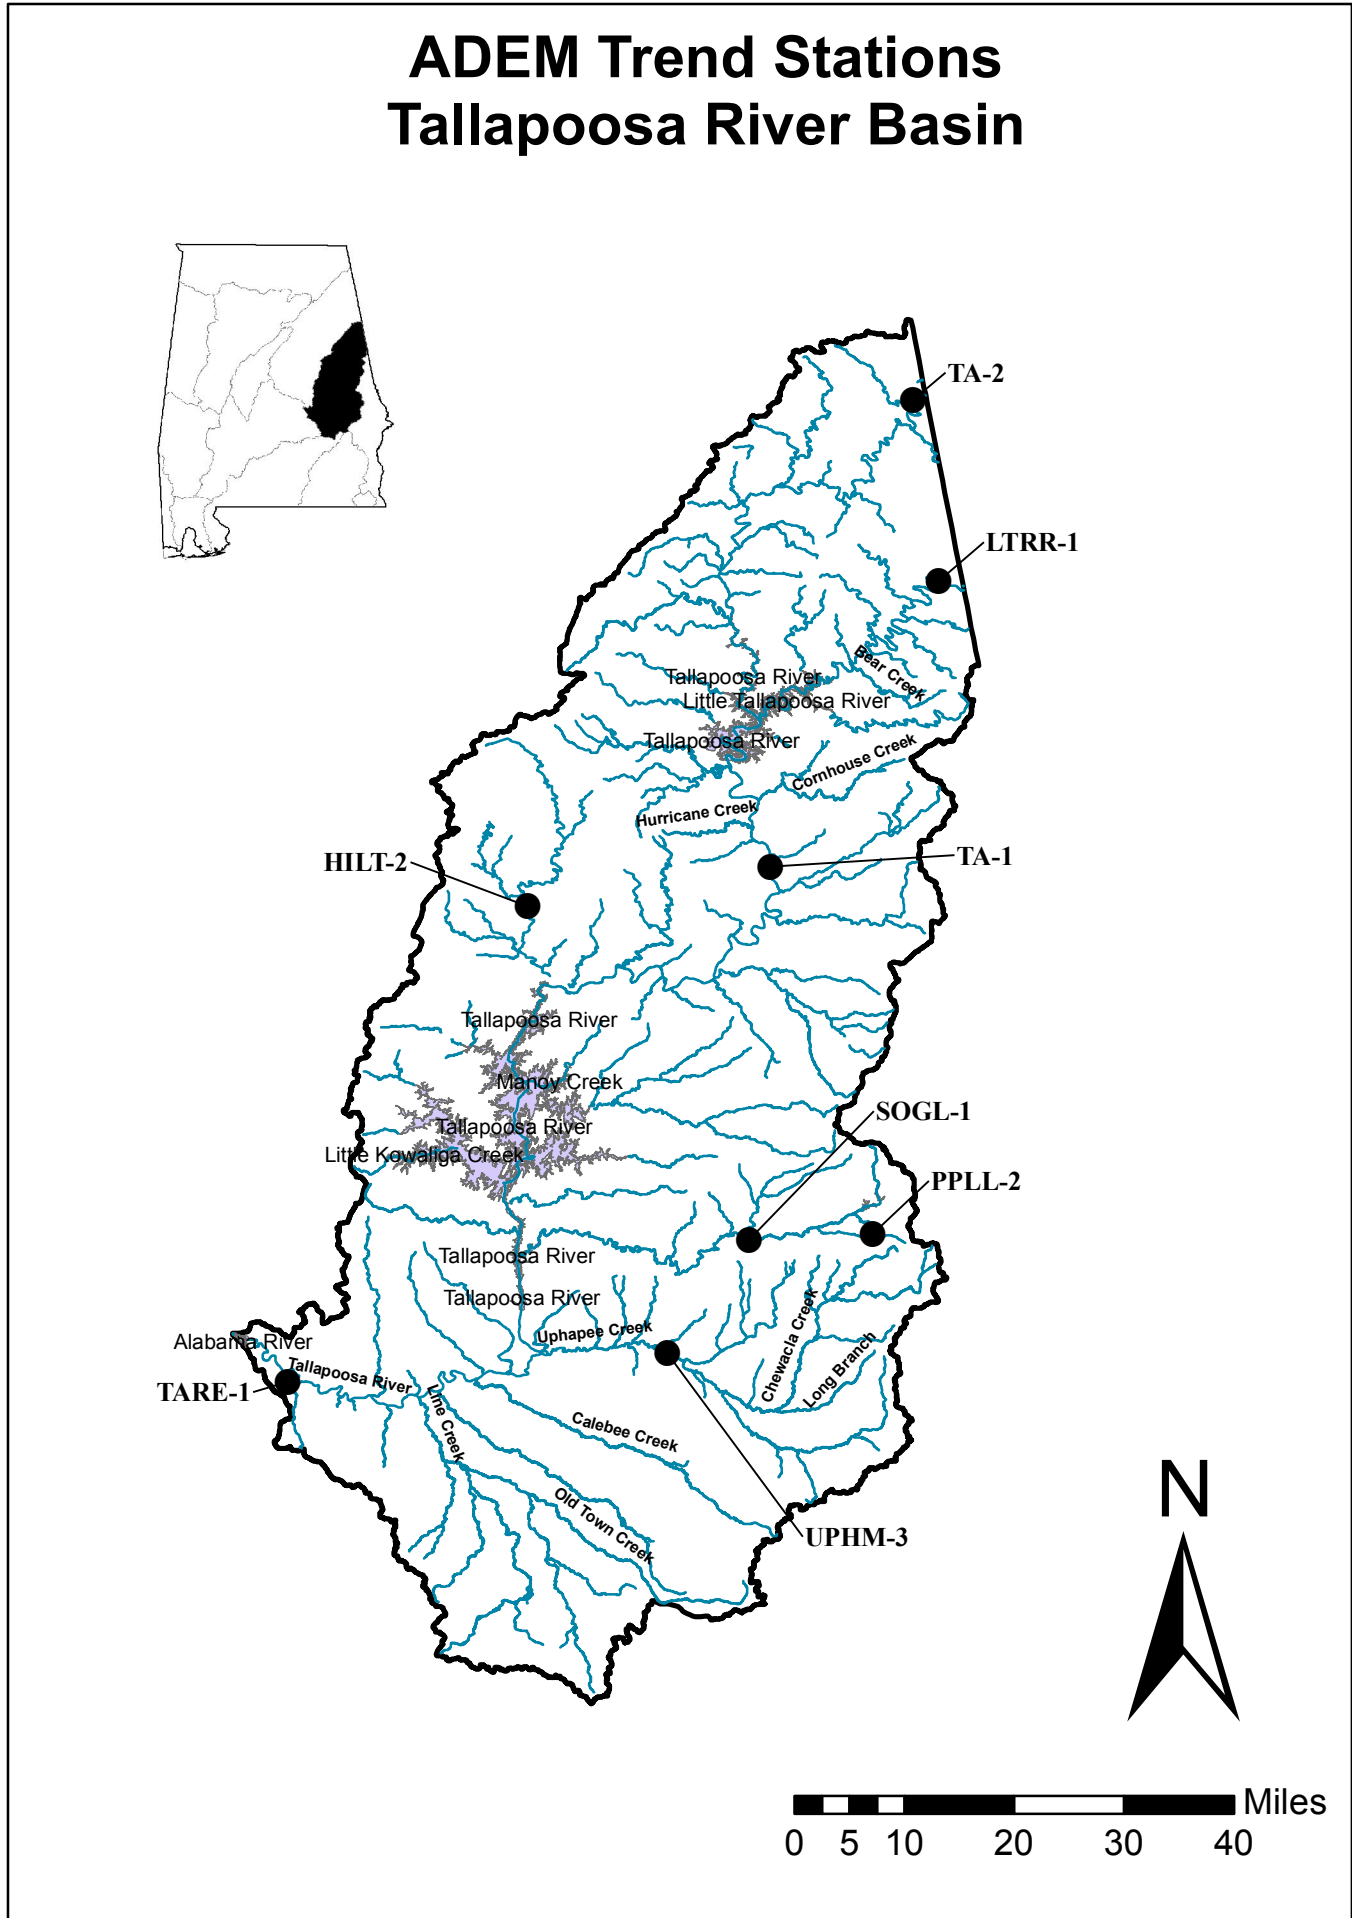 ADEM Trend Stations
Tallapoosa River Basin
TA-2
LTRR-1
Bear Creek
Tallapoosa River
Little Tallapoosa River
Tallapoosa River
Cornhouse Creek
Hurricane Creek
HILT-2
TA-1
Tallapoosa River
Manoy Creek
SOGL-1
Tallapoosa River
Little Kowaliga Creek
PPLL-2
Tallapoosa River
Tallapoosa River
Uphapee Creek
Alabama River
Chewacla Creek
Long Branch
Tallapoosa River
TARE-1
Line Creek
Calebee Creek
Old Town Creek
UPHM-3
N
Miles
0 5 10 20 30 40